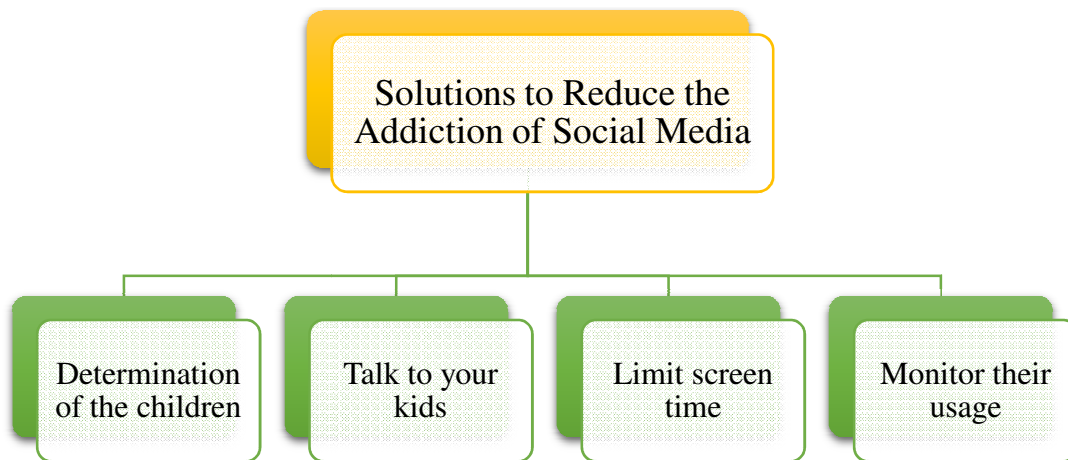 Solutions to Reduce the
Addiction of Social Media
Determination
of the children
Talk to your
kids
Limit screen
time
Monitor their
usage